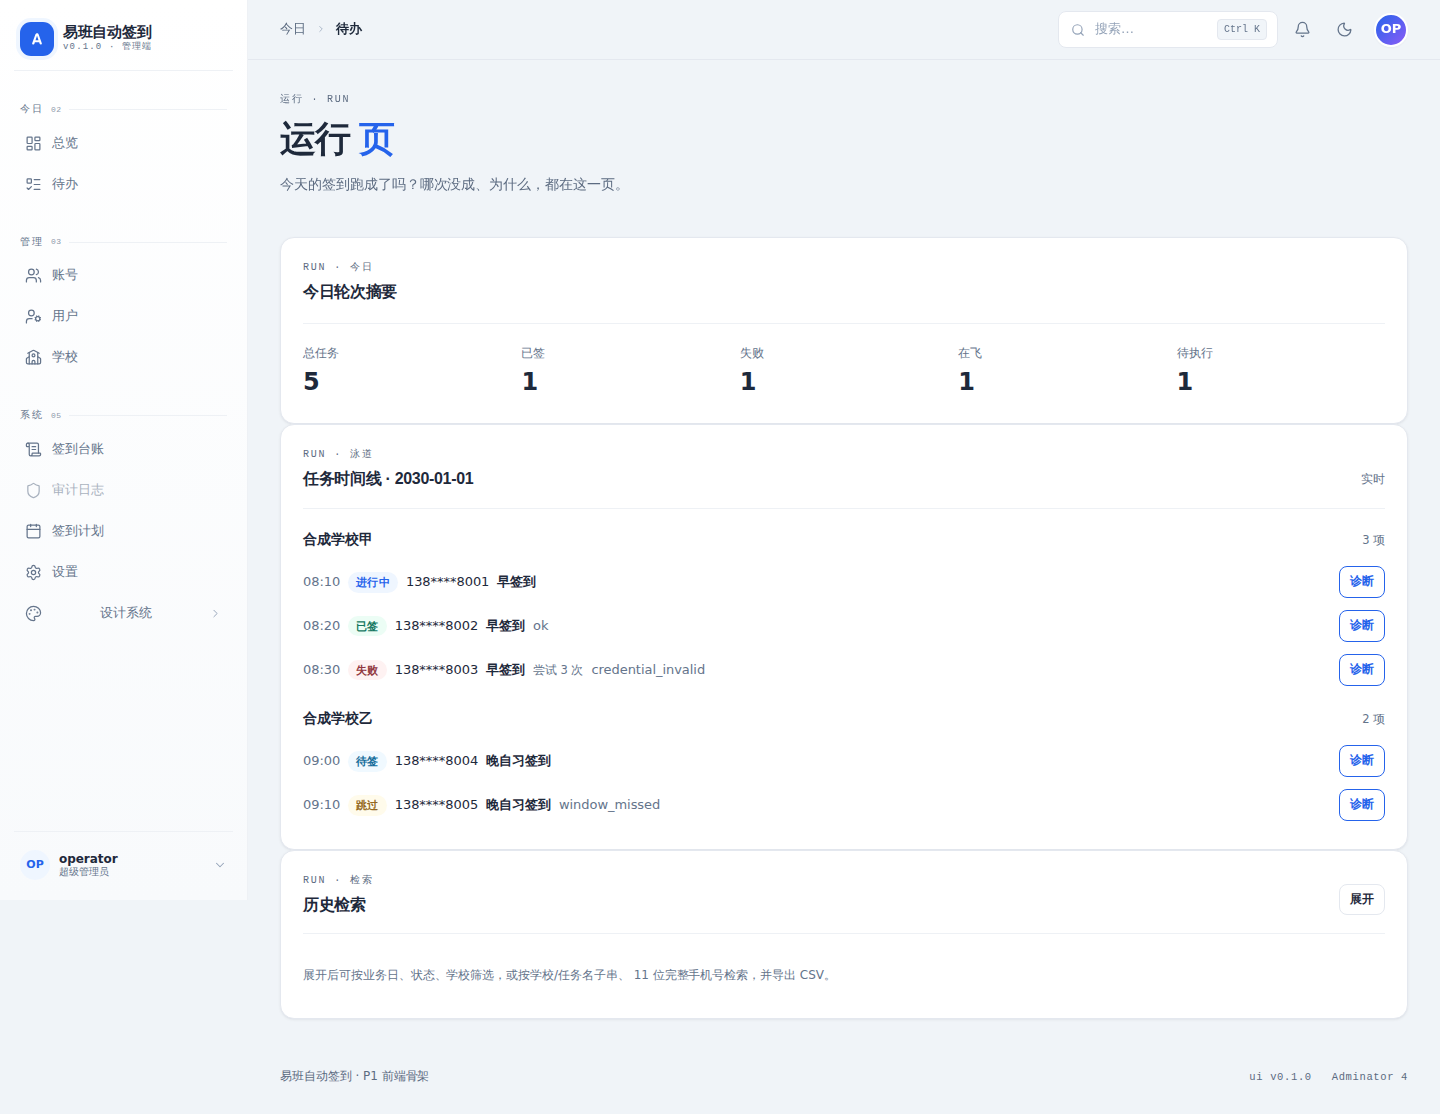 A
易班自动签到
v0.1.0 · 管理端
今日 02
总览
待办
管理 03
账号
用户
学校
系统 05
签到台账
审计日志
签到计划
设置
设计系统
OP
operator
超级管理员
今日 › 待办
搜索… Ctrl K
OP
运行 · RUN
运行 页
今天的签到跑成了吗？哪次没成、为什么，都在这一页。
RUN · 今日
今日轮次摘要
总任务 已签 失败 在飞 待执行
5 1 1 1 1
RUN · 泳道
任务时间线 · 2030-01-01 实时
合成学校甲 3 项
08:10 进行中 138****8001 早签到 诊断
08:20 已签 138****8002 早签到 ok 诊断
08:30 失败 138****8003 早签到 尝试 3 次 credential_invalid 诊断
合成学校乙 2 项
09:00 待签 138****8004 晚自习签到 诊断
09:10 跳过 138****8005 晚自习签到 window_missed 诊断
RUN · 检索
历史检索 展开
展开后可按业务日、状态、学校筛选，或按学校/任务名子串、 11 位完整手机号检索，并导出 CSV。
易班自动签到 · P1 前端骨架 ui v0.1.0 Adminator 4